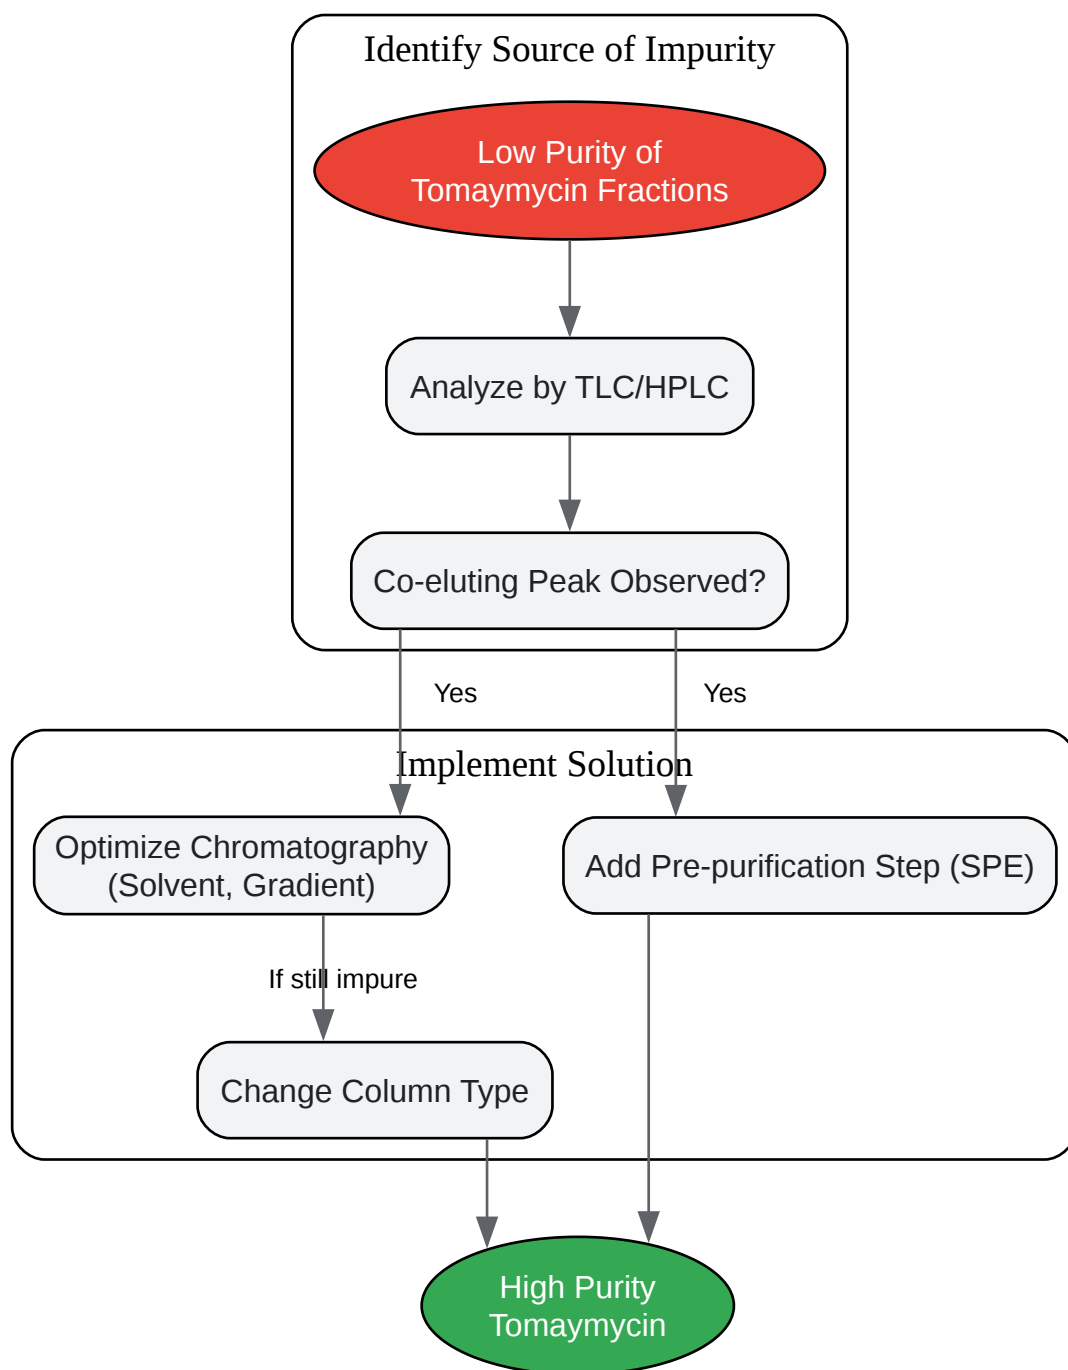 Identify Source of Impurity
Low Purity of
Tomaymycin Fractions
Analyze by TLC/HPLC
Co-eluting Peak Observed?
Yes
Yes
Implement Solution
Optimize Chromatography
(Solvent, Gradient)
Add Pre-purification Step (SPE)
If still impure
Change Column Type
High Purity
Tomaymycin